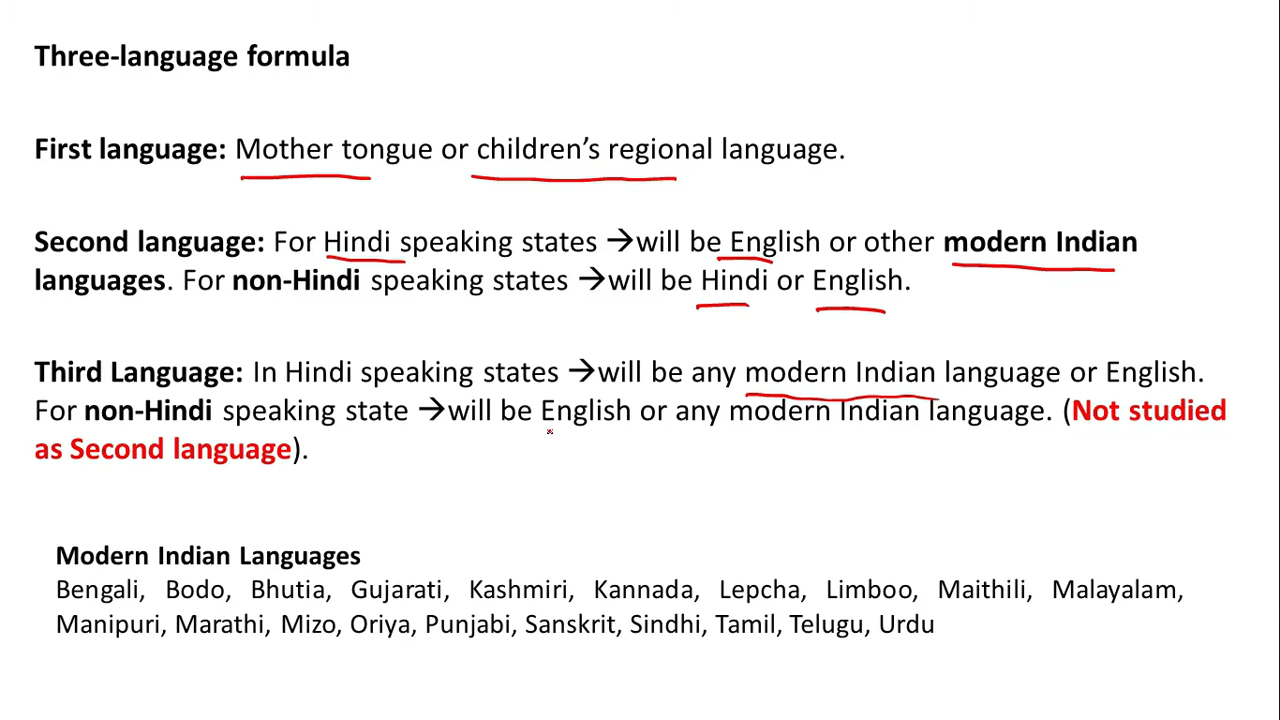 Three-language formula
First language: Mother tongue or children's regional language.
Second language: For Hindi speaking states →will be English or other modern Indian
languages. For non-Hindi speaking states →will be Hindi or English.
Third Language: In Hindi speaking states →will be any modern Indian language or English.
For non-Hindi speaking state →will be English or any modern Indian language. (Not studied
as Second language).
Modern Indian Languages
Bengali, Bodo, Bhutia, Gujarati, Kashmiri, Kannada, Lepcha, Limboo, Maithili, Malayalam,
Manipuri, Marathi, Mizo, Oriya, Punjabi, Sanskrit, Sindhi, Tamil, Telugu, Urdu